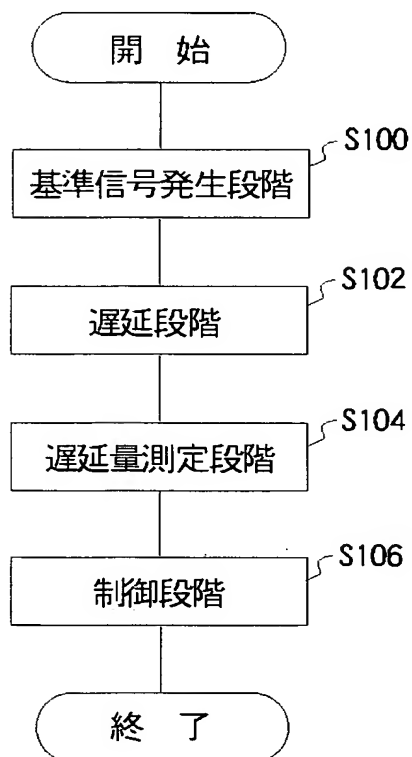 開 始
S100
基準信号発生段階
S102
遅延段階
S104
遅延量測定段階
S106
制御段階
終 了